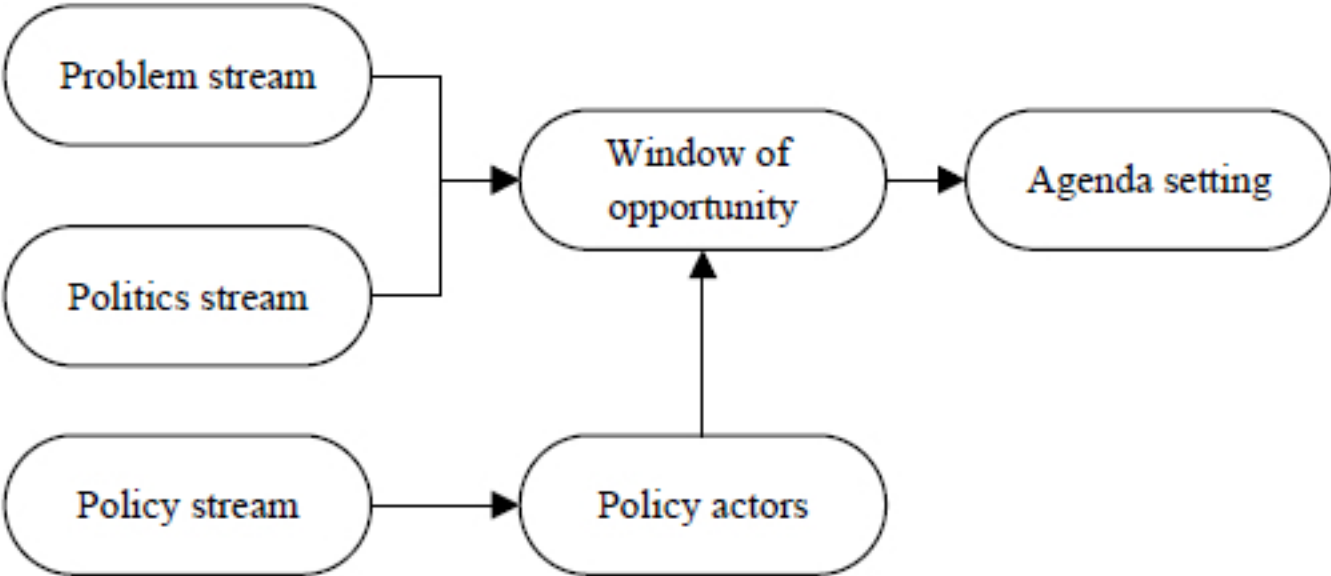 Problem stream
Politics stream
Policy stream
Window of
opportunity
Policy actors
Agenda setting